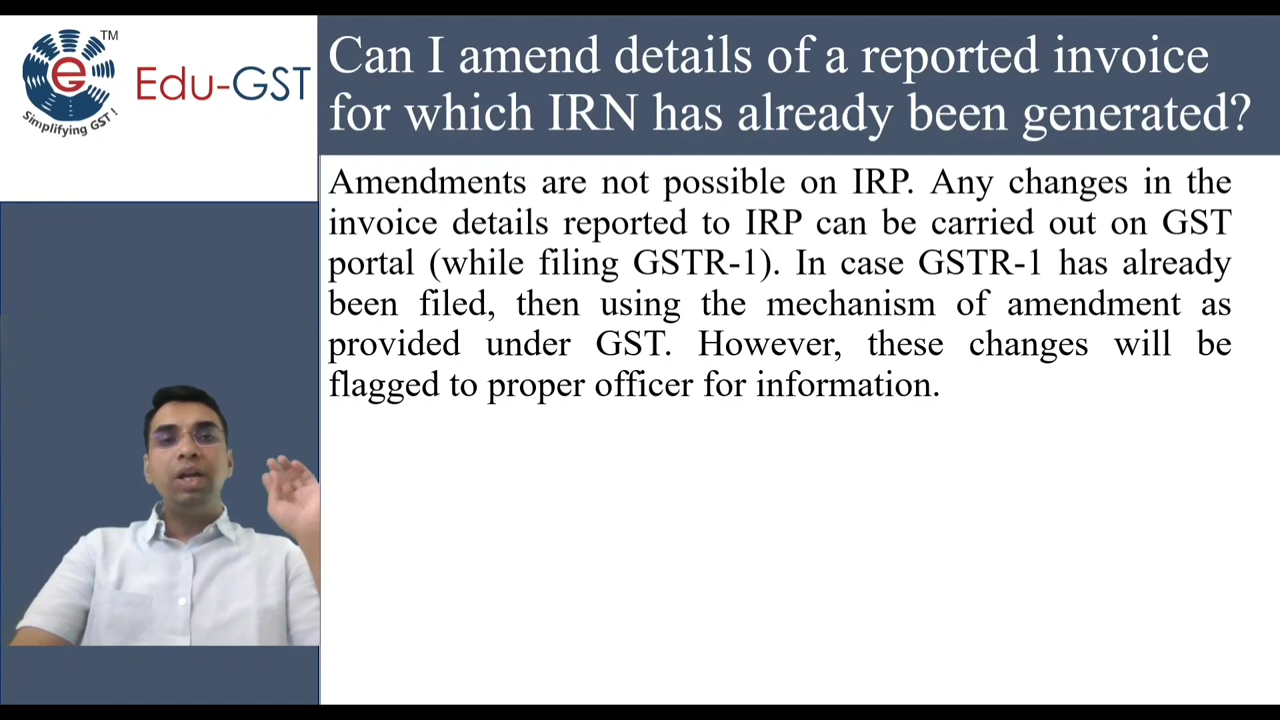 TM
e
Simplifying GST !
Edu-GST
Can I amend details of a reported invoice
for which IRN has already been generated?
Amendments are not possible on IRP. Any changes in the
invoice details reported to IRP can be carried out on GST
portal (while filing GSTR-1). In case GSTR-1 has already
been filed, then using the mechanism of amendment as
provided under GST. However, these changes will be
flagged to proper officer for information.